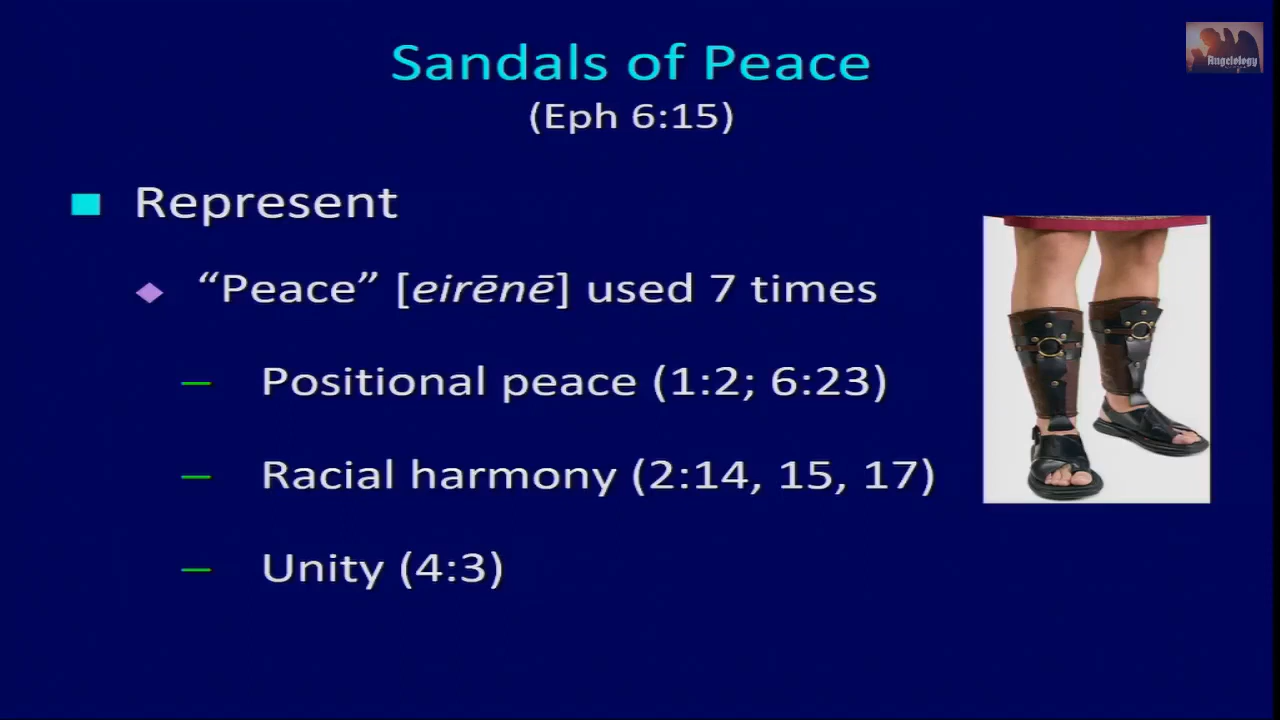 Sandals of Peace
(Eph 6:15)
Represent
“Peace” [eirēnē] used 7 times
Positional peace (1:2; 6:23)
Racial harmony (2:14, 15, 17)
Unity (4:3)
Angelology